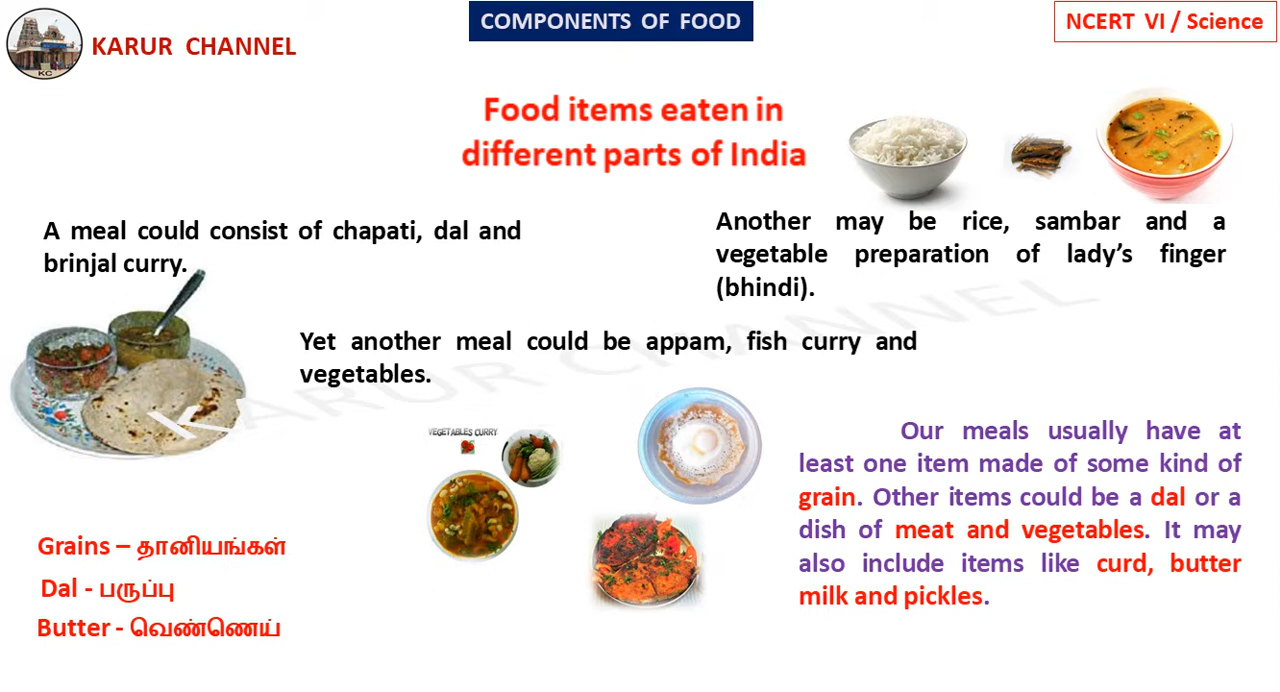 KARUR CHANNEL
KC
COMPONENTS OF FOOD
NCERT VI / Science
Food items eaten in
different parts of India
A meal could consist of chapati, dal and
brinjal curry.
Another may be rice, sambar and a
vegetable preparation of lady’s finger
(bhindi).
Yet another meal could be appam, fish curry and
vegetables.
KARUR CHANNEL
VEGETABLES CURRY
Our meals usually have at
least one item made of some kind of
grain. Other items could be a dal or a
dish of meat and vegetables. It may
also include items like curd, butter
milk and pickles.
Grains – தானியங்கள்
Dal - பருப்பு
Butter - வெண்ணெய்